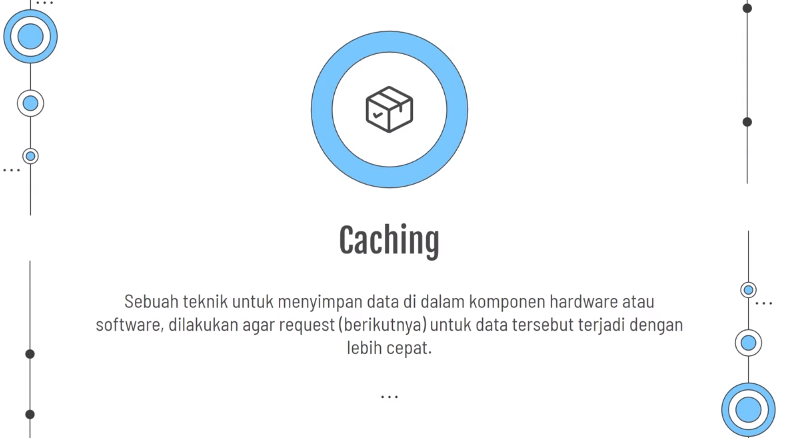 Caching
Sebuah teknik untuk menyimpan data di dalam komponen hardware atau
software, dilakukan agar request (berikutnya) untuk data tersebut terjadi dengan
lebih cepat.